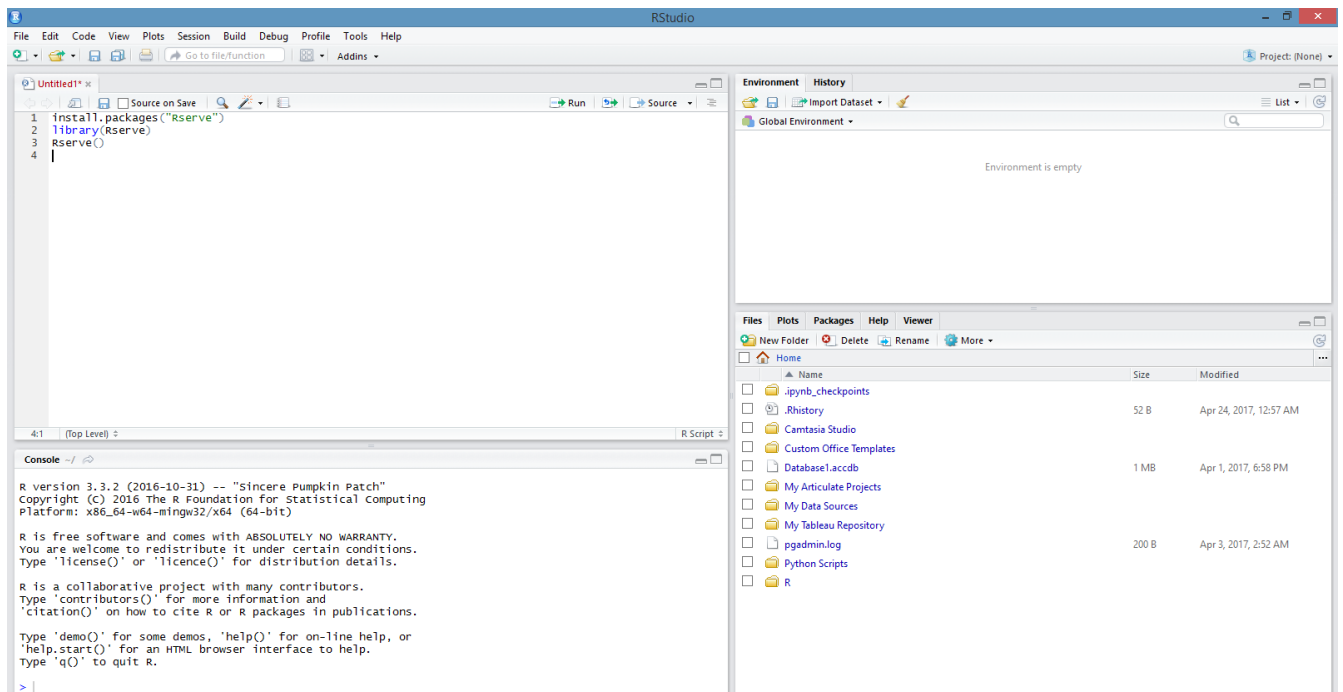 RStudio
File Edit Code View Plots Session Build Debug Profile Tools Help
Go to file/function Addins Project: (None)
Untitled1*
Source on Save Run Source
1 install.packages("Rserve")
2 library(Rserve)
3 Rserve()
4
4:1 (Top Level) R Script
Console ~/
R version 3.3.2 (2016-10-31) -- "Sincere Pumpkin Patch"
Copyright (C) 2016 The R Foundation for Statistical Computing
Platform: x86_64-w64-mingw32/x64 (64-bit)
R is free software and comes with ABSOLUTELY NO WARRANTY.
You are welcome to redistribute it under certain conditions.
Type 'license()' or 'licence()' for distribution details.
R is a collaborative project with many contributors.
Type 'contributors()' for more information and
'citation()' on how to cite R or R packages in publications.
Type 'demo()' for some demos, 'help()' for on-line help, or
'help.start()' for an HTML browser interface to help.
Type 'q()' to quit R.
>
Environment History
Import Dataset List
Global Environment
Environment is empty
Files Plots Packages Help Viewer
New Folder Delete Rename More
Home
Name Size Modified
.ipynb_checkpoints
.Rhistory 52 B Apr 24, 2017, 12:57 AM
Camtasia Studio
Custom Office Templates
Database1.accdb 1 MB Apr 1, 2017, 6:58 PM
My Articulate Projects
My Data Sources
My Tableau Repository
pgadmin.log 200 B Apr 3, 2017, 2:52 AM
Python Scripts
R